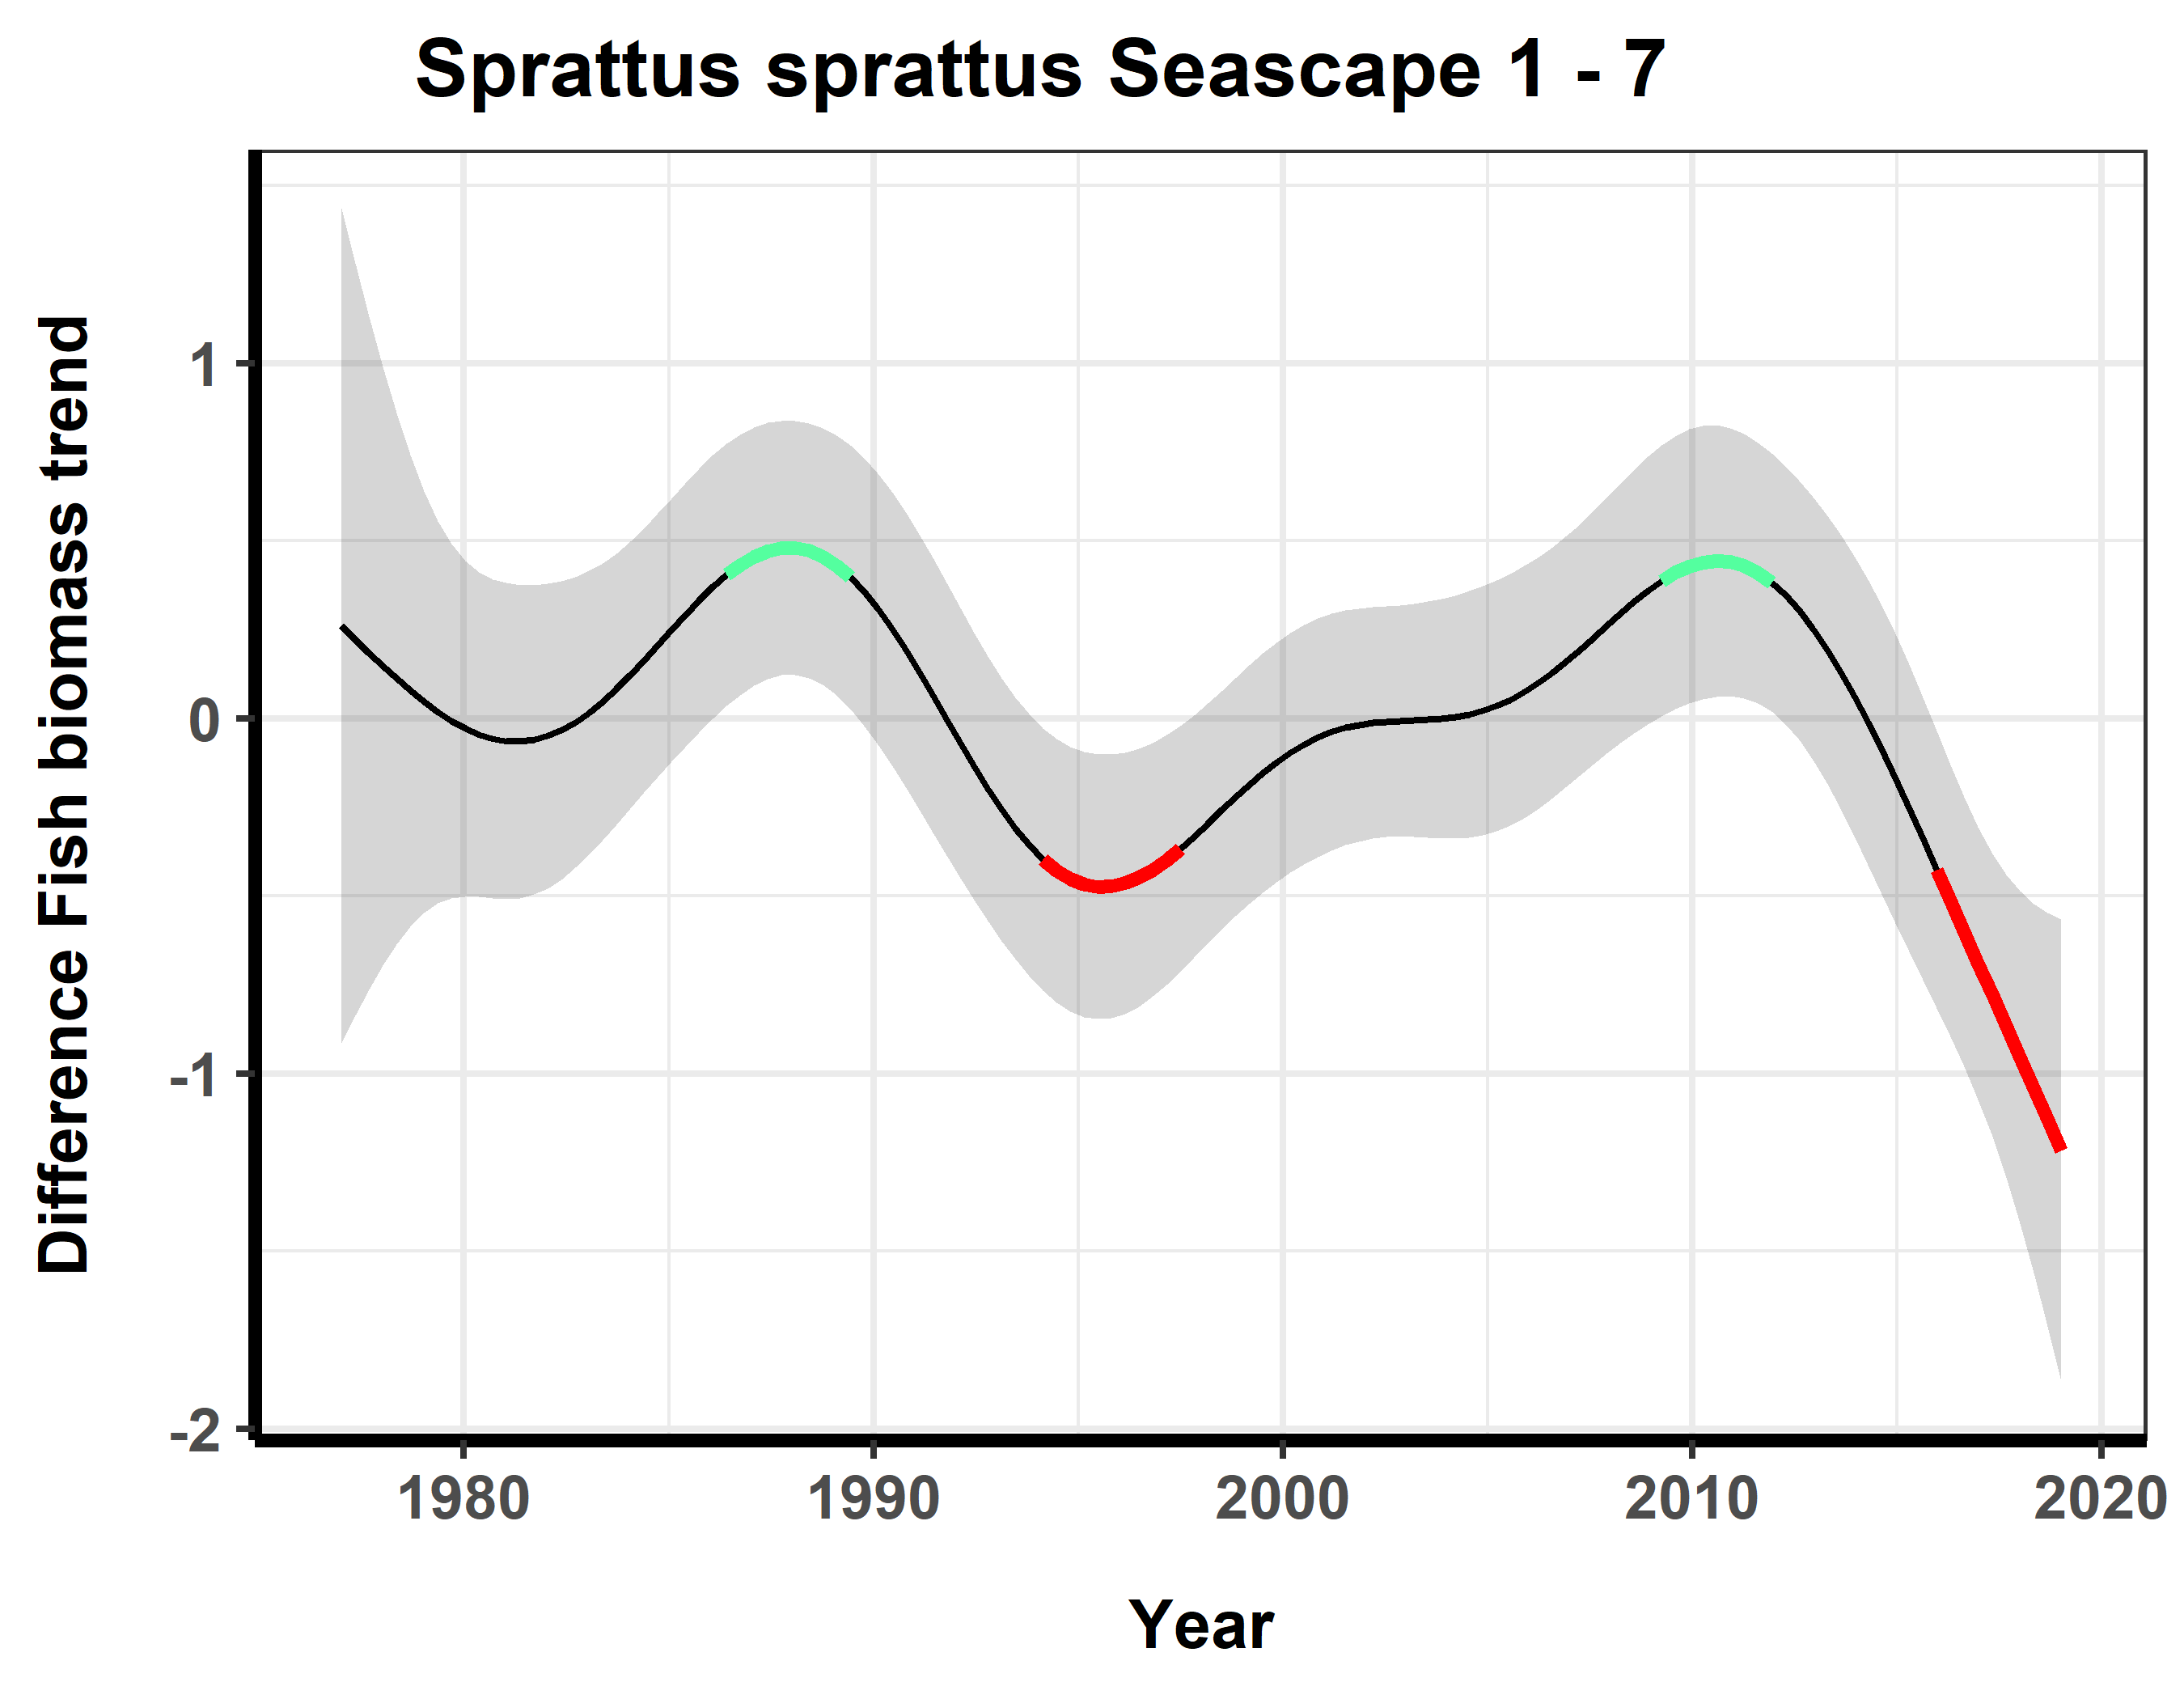 Sprattus sprattus Seascape 1 - 7
Difference Fish biomass trend
1
0
-1
-2
1980 1990 2000 2010 2020
Year